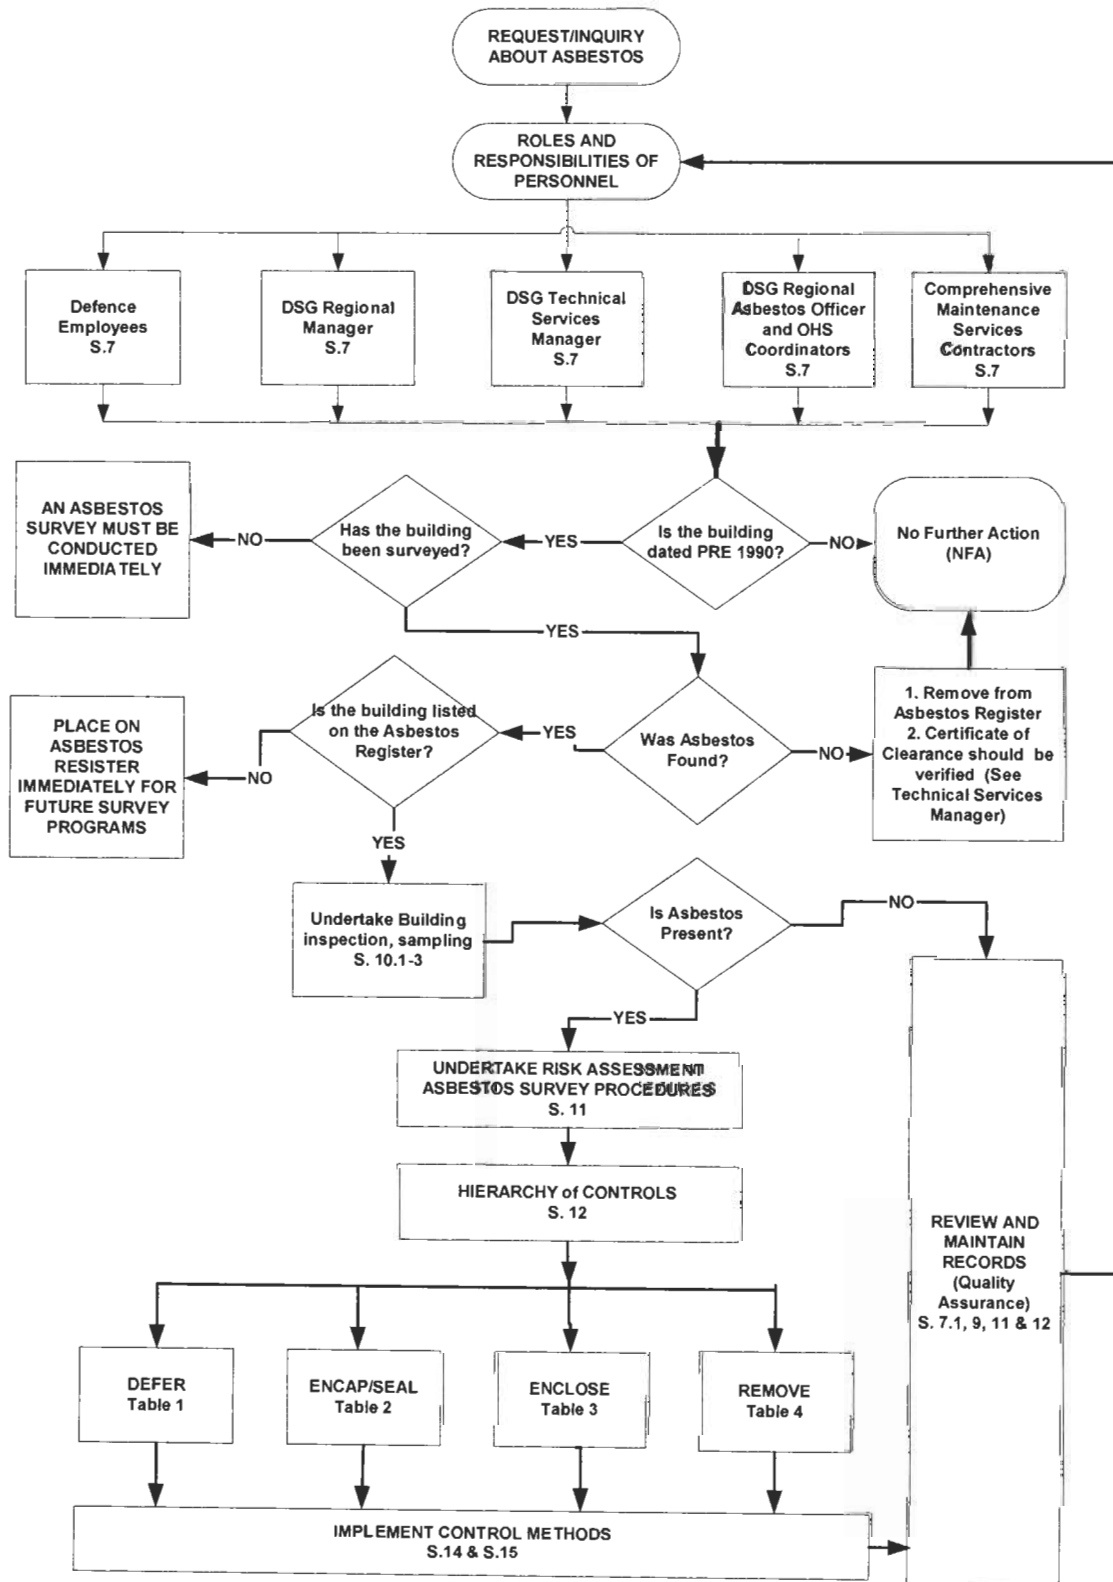 REQUEST/INQUIRY
ABOUT ASBESTOS
ROLES AND
RESPONSIBILITIES OF
PERSONNEL
Defence
Employees
S.7
DSG Regional
Manager
S.7
DSG Technical
Services
Manager
S.7
DSG Regional
Asbestos Officer
and OHS
Coordinators
S.7
Comprehensive
Maintenance
Services
Contractors
S.7
AN ASBESTOS
SURVEY MUST BE
CONDUCTED
IMMEDIATELY
NO
Has the building
been surveyed?
YES
Is the building
dated PRE 1990?
NO
No Further Action
(NFA)
YES
PLACE ON
ASBESTOS
RESISTER
IMMEDIATELY FOR
FUTURE SURVEY
PROGRAMS
NO
Is the building listed
on the Asbestos
Register?
YES
Was Asbestos
Found?
NO
1. Remove from
Asbestos Register
2. Certificate of
Clearance should be
verified (See
Technical Services
Manager)
YES
Undertake Building
inspection, sampling
S. 10.1-3
Is Asbestos
Present?
NO
YES
UNDERTAKE RISK ASSESSMENT
ASBESTOS SURVEY PROCEDURES
S. 11
HIERARCHY of CONTROLS
S. 12
REVIEW AND
MAINTAIN
RECORDS
(Quality
Assurance)
S. 7.1, 9, 11 & 12
DEFER
Table 1
ENCAP/SEAL
Table 2
ENCLOSE
Table 3
REMOVE
Table 4
IMPLEMENT CONTROL METHODS
S.14 & S.15